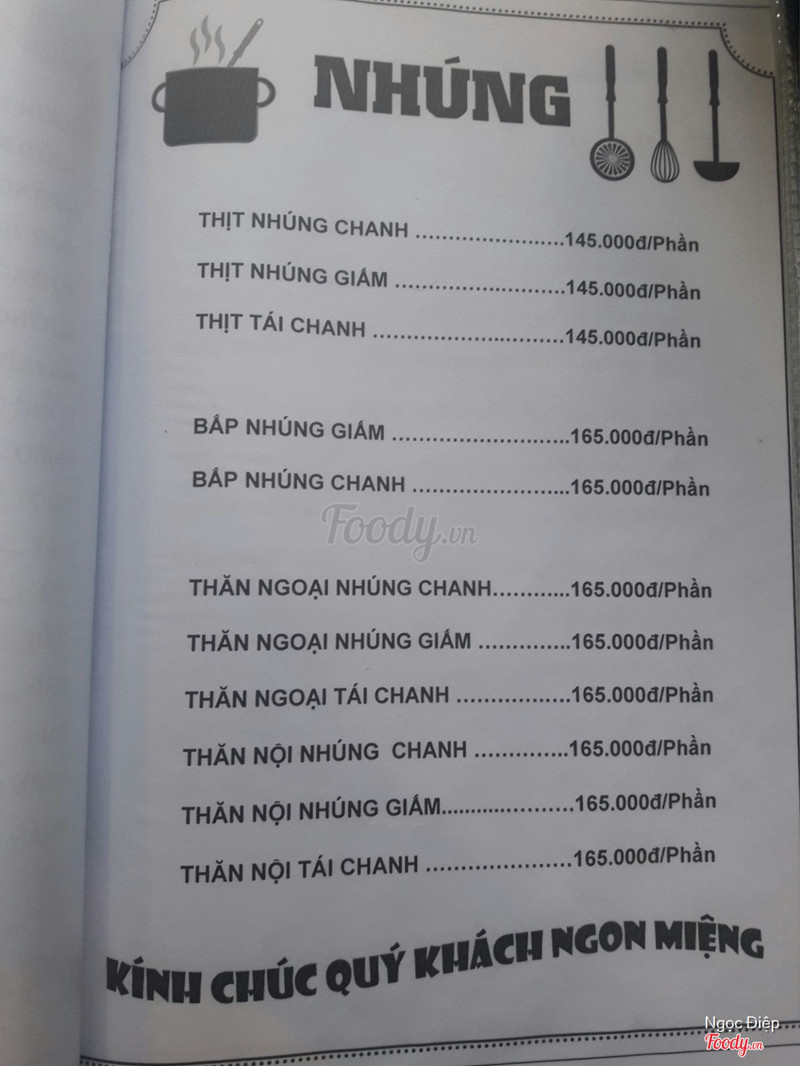 NHÚNG
THỊT NHÚNG CHANH ........................145.000đ/Phần
THỊT NHÚNG GIẤM ............................145.000đ/Phần
THỊT TÁI CHANH ................................145.000đ/Phần
BẮP NHÚNG GIẤM .............................165.000đ/Phần
BẮP NHÚNG CHANH ..........................165.000đ/Phần
Foody.vn
THĂN NGOẠI NHÚNG CHANH.............165.000đ/Phần
THĂN NGOẠI NHÚNG GIẤM ...............165.000đ/Phần
THĂN NGOẠI TÁI CHANH ...................165.000đ/Phần
THĂN NỘI NHÚNG CHANH ................165.000đ/Phần
THĂN NỘI NHÚNG GIẤM......................165.000đ/Phần
THĂN NỘI TÁI CHANH ........................165.000đ/Phần
KÍNH CHÚC QUÝ KHÁCH NGON MIỆNG
Ngọc Điệp
Foody.vn